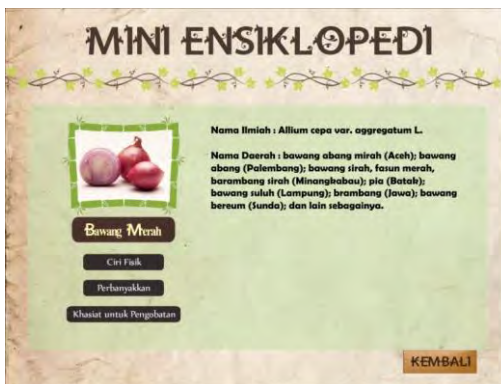 MINI ENSIKLOPEDI
Nama Ilmiah : Allium cepa var. aggregatum L.
Nama Daerah : bawang abang mirah (Aceh); bawang
abang (Palembang); bawang sirah, fasun merah,
barambang sirah (Minangkabau); pia (Batak);
bawang suluh (Lampung); brambang (Jawa); bawang
bereum (Sunda); dan lain sebagainya.
Bawang Merah
Ciri Fisik
Perbanyakkan
Khasiat untuk Pengobatan
KEMBALI